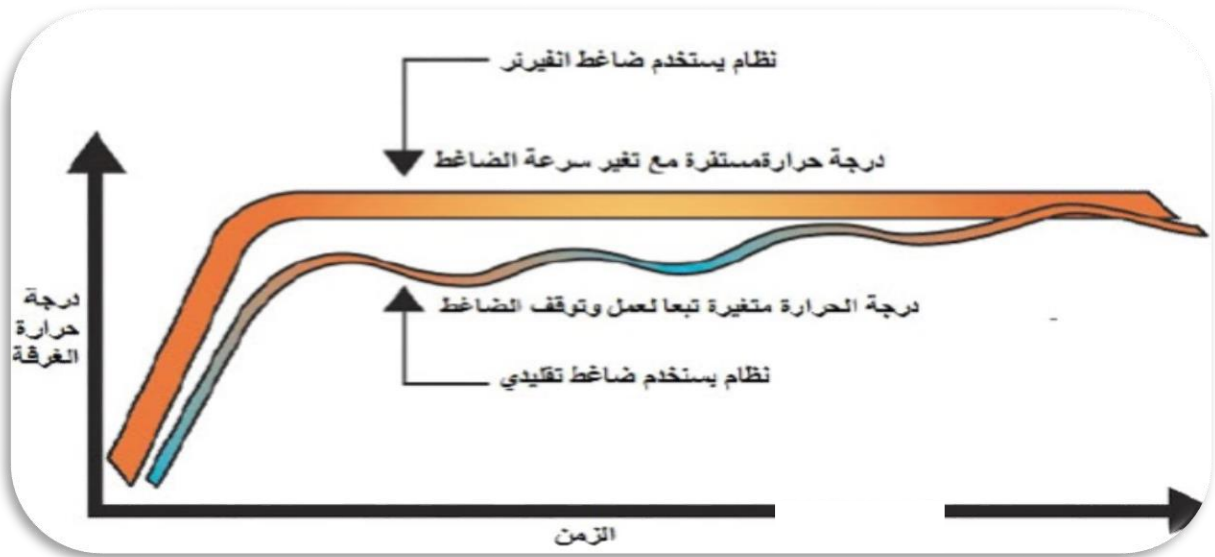 نظام يستخدم ضاغط انفيرتر
درجة حرارةمستقرة مع تغير سرعة الضاغط
درجة
حرارة
الغرفة
درجة الحرارة متغيرة تبعا لعمل وتوقف الضاغط
نظام يستخدم ضاغط تقليدي
الزمن